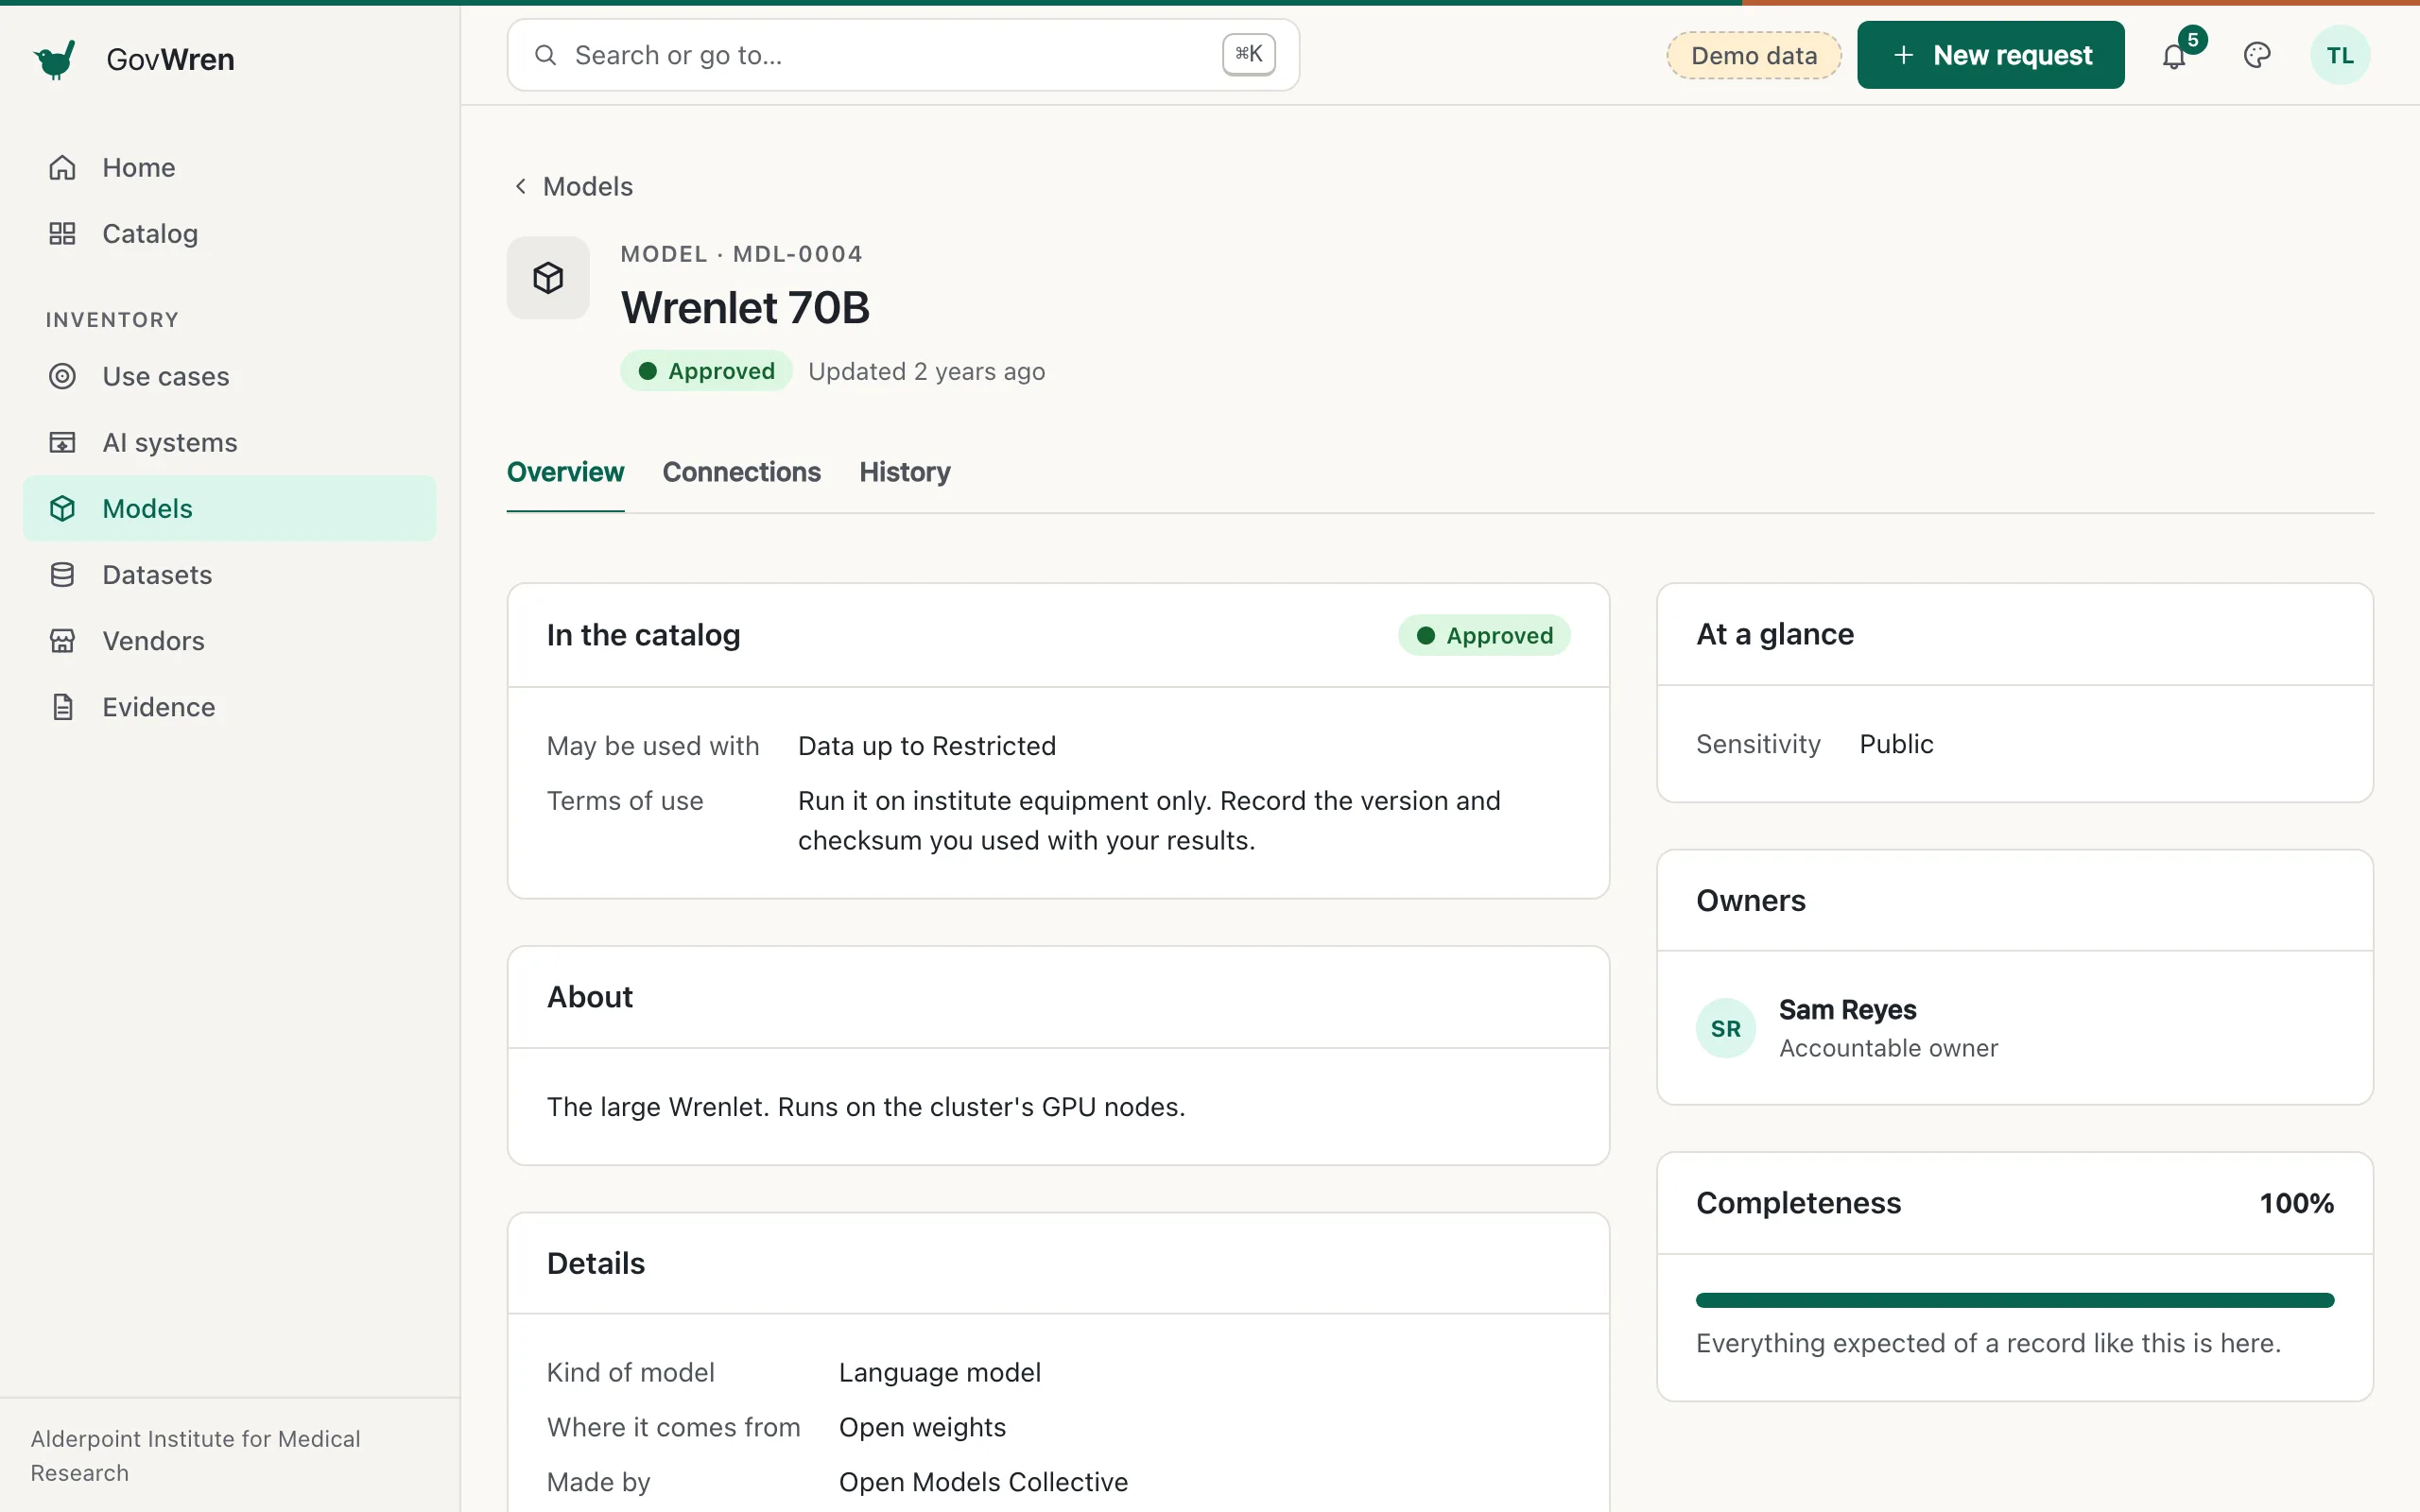 GovWren
Search or go to...
⌘K
Demo data
+ New request
5
TL
Home
Catalog
INVENTORY
Use cases
AI systems
Models
Datasets
Vendors
Evidence
Alderpoint Institute for Medical
Research
Models
MODEL · MDL-0004
Wrenlet 70B
Approved
Updated 2 years ago
Overview
Connections
History
In the catalog
Approved
May be used with
Data up to Restricted
Terms of use
Run it on institute equipment only. Record the version and
checksum you used with your results.
About
The large Wrenlet. Runs on the cluster's GPU nodes.
Details
Kind of model
Language model
Where it comes from
Open weights
Made by
Open Models Collective
At a glance
Sensitivity
Public
Owners
SR
Sam Reyes
Accountable owner
Completeness
100%
Everything expected of a record like this is here.